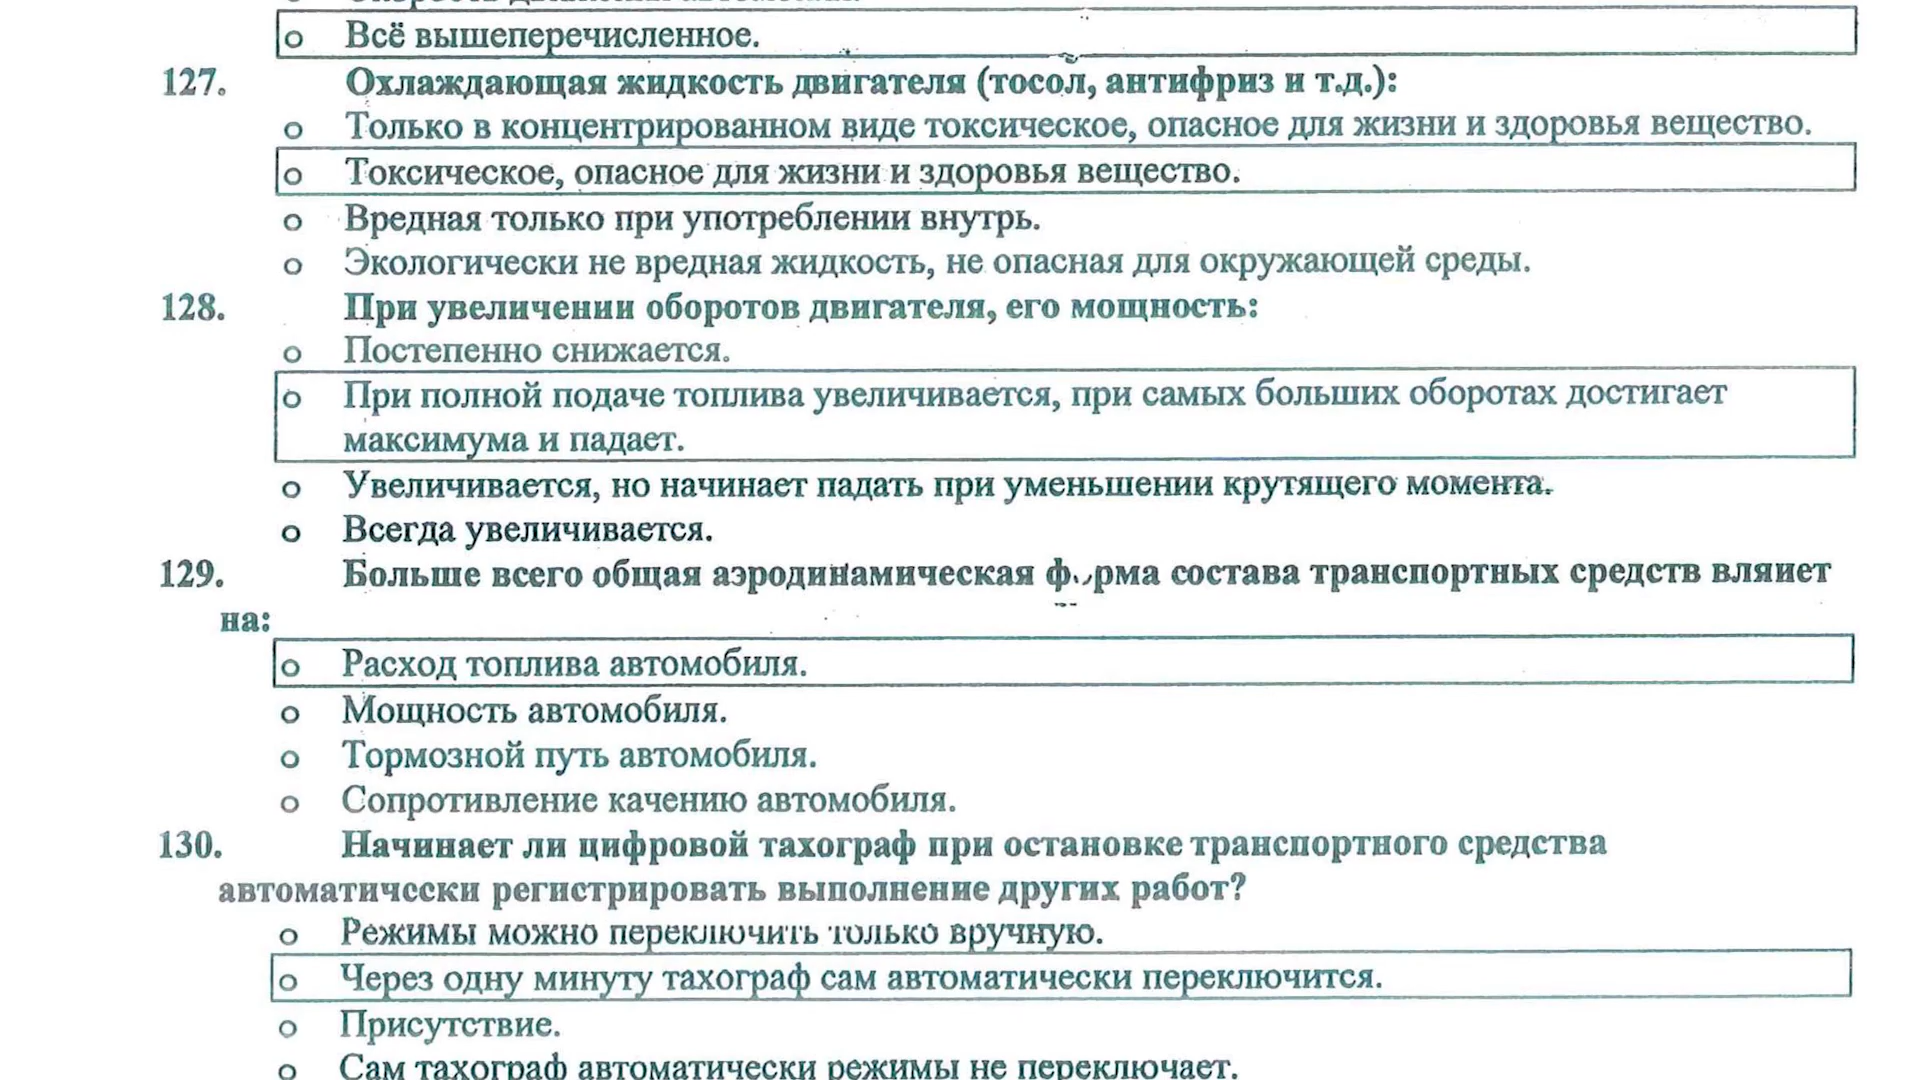 Всё вышеперечисленное.
127. Охлаждающая жидкость двигателя (тосол, антифриз и т.д.):
o Только в концентрированном виде токсическое, опасное для жизни и здоровья вещество.
o Токсическое, опасное для жизни и здоровья вещество.
o Вредная только при употреблении внутрь.
o Экологически не вредная жидкость, не опасная для окружающей среды.
128. При увеличении оборотов двигателя, его мощность:
o Постепенно снижается.
o При полной подаче топлива увеличивается, при самых больших оборотах достигает
максимума и падает.
o Увеличивается, но начинает падать при уменьшении крутящего момента.
o Всегда увеличивается.
129. Больше всего общая аэродинамическая форма состава транспортных средств влияет
на:
o Расход топлива автомобиля.
o Мощность автомобиля.
o Тормозной путь автомобиля.
o Сопротивление качению автомобиля.
130. Начинает ли цифровой тахограф при остановке транспортного средства
автоматически регистрировать выполнение других работ?
o Режимы можно переключить только вручную.
o Через одну минуту тахограф сам автоматически переключится.
o Присутствие.
o Сам тахограф автоматически режимы не переключает.